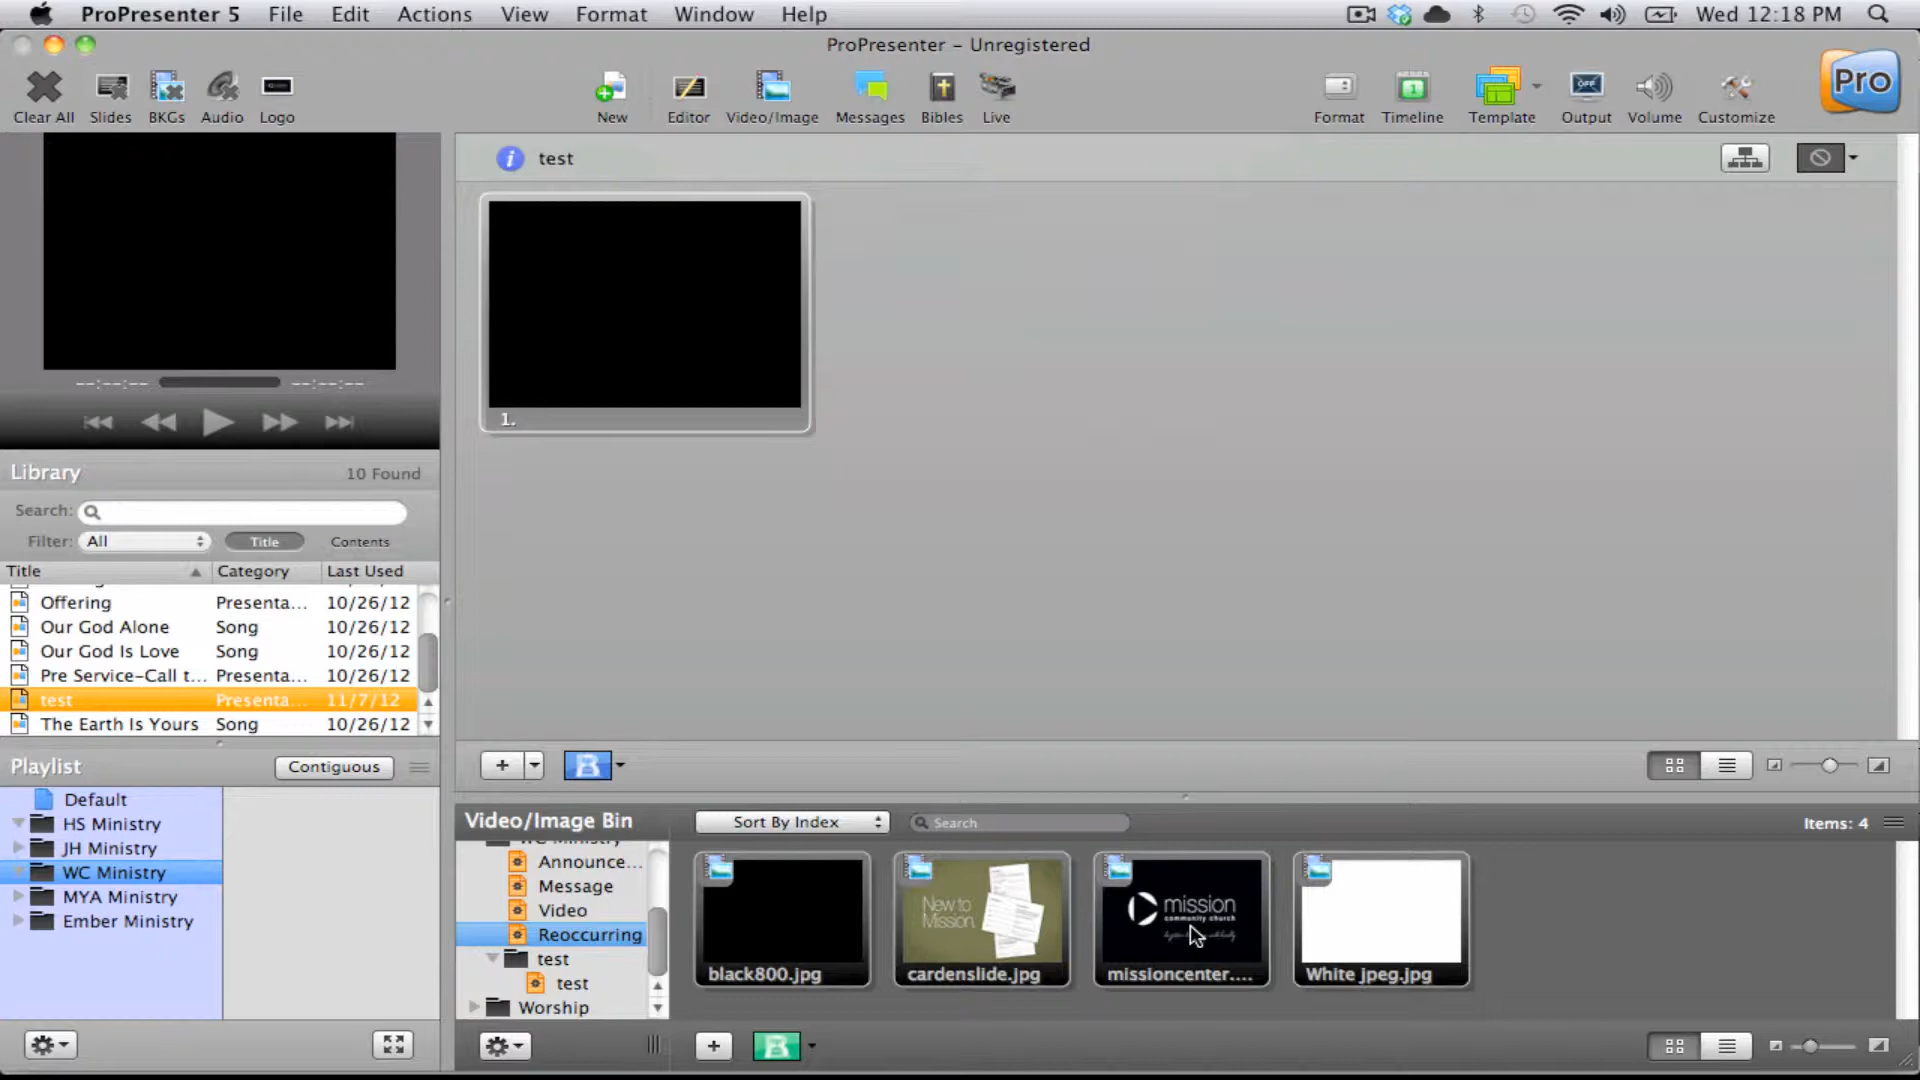 ProPresenter 5 File Edit Actions View Format Window Help Wed 12:18 PM
ProPresenter – Unregistered
Clear All Slides BKGs Audio Logo New Editor Video/Image Messages Bibles Live Format Timeline Template Output Volume Customize
OFF
1
Pro
test
1.
--:--:-- --:--:--
Library 10 Found
Search:
Filter: All Title Contents
Title Category Last Used
Offering Presenta... 10/26/12
Our God Alone Song 10/26/12
Our God Is Love Song 10/26/12
Pre Service-Call t... Presenta... 10/26/12
test Presenta... 11/7/12
The Earth Is Yours Song 10/26/12
Playlist Contiguous
Default
HS Ministry
JH Ministry
WC Ministry
MYA Ministry
Ember Ministry
Video/Image Bin Sort By Index Search Items: 4
WC Ministry
Announce...
Message
Video
Reoccurring
test
test
Worship
New to
Mission.
mission
community church
black800.jpg cardenslide.jpg missioncenter.... White jpeg.jpg